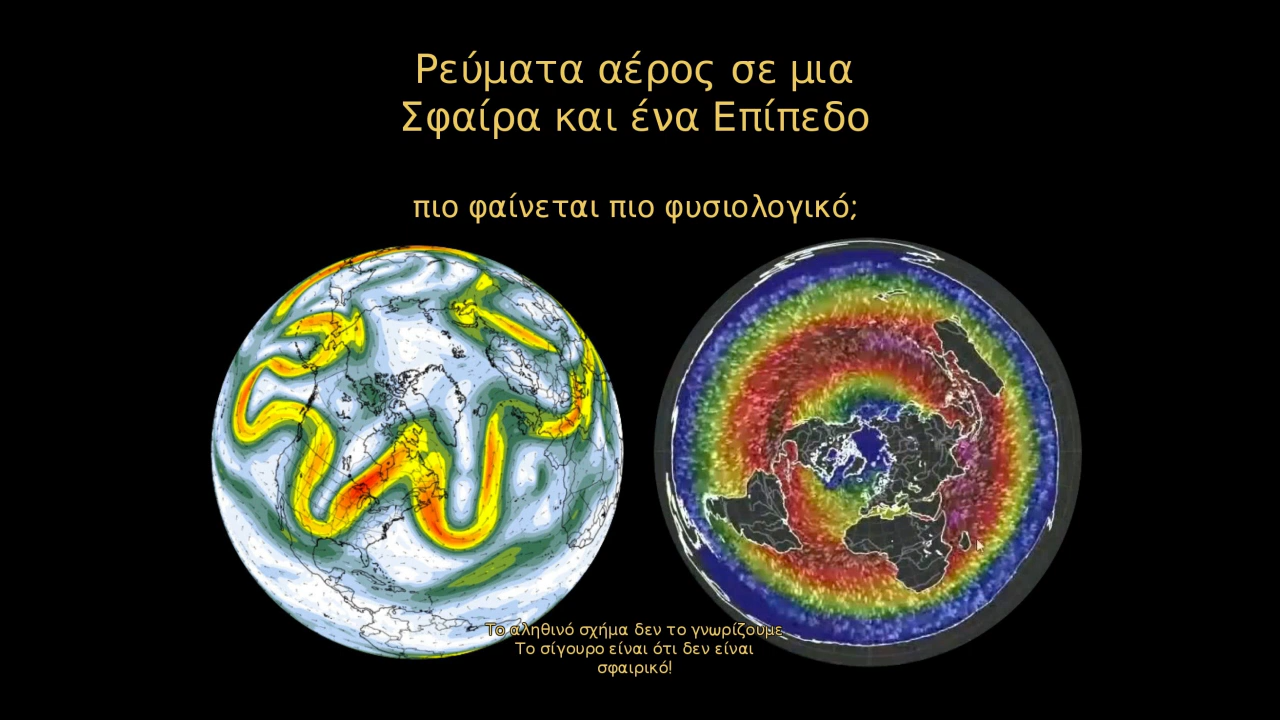 Ρεύματα αέρος σε μια
Σφαίρα και ένα Επίπεδο
πιο φαίνεται πιο φυσιολογικό;
Το αληθινό σχήμα δεν το γνωρίζουμε
Το σίγουρο είναι ότι δεν είναι
σφαιρικό!